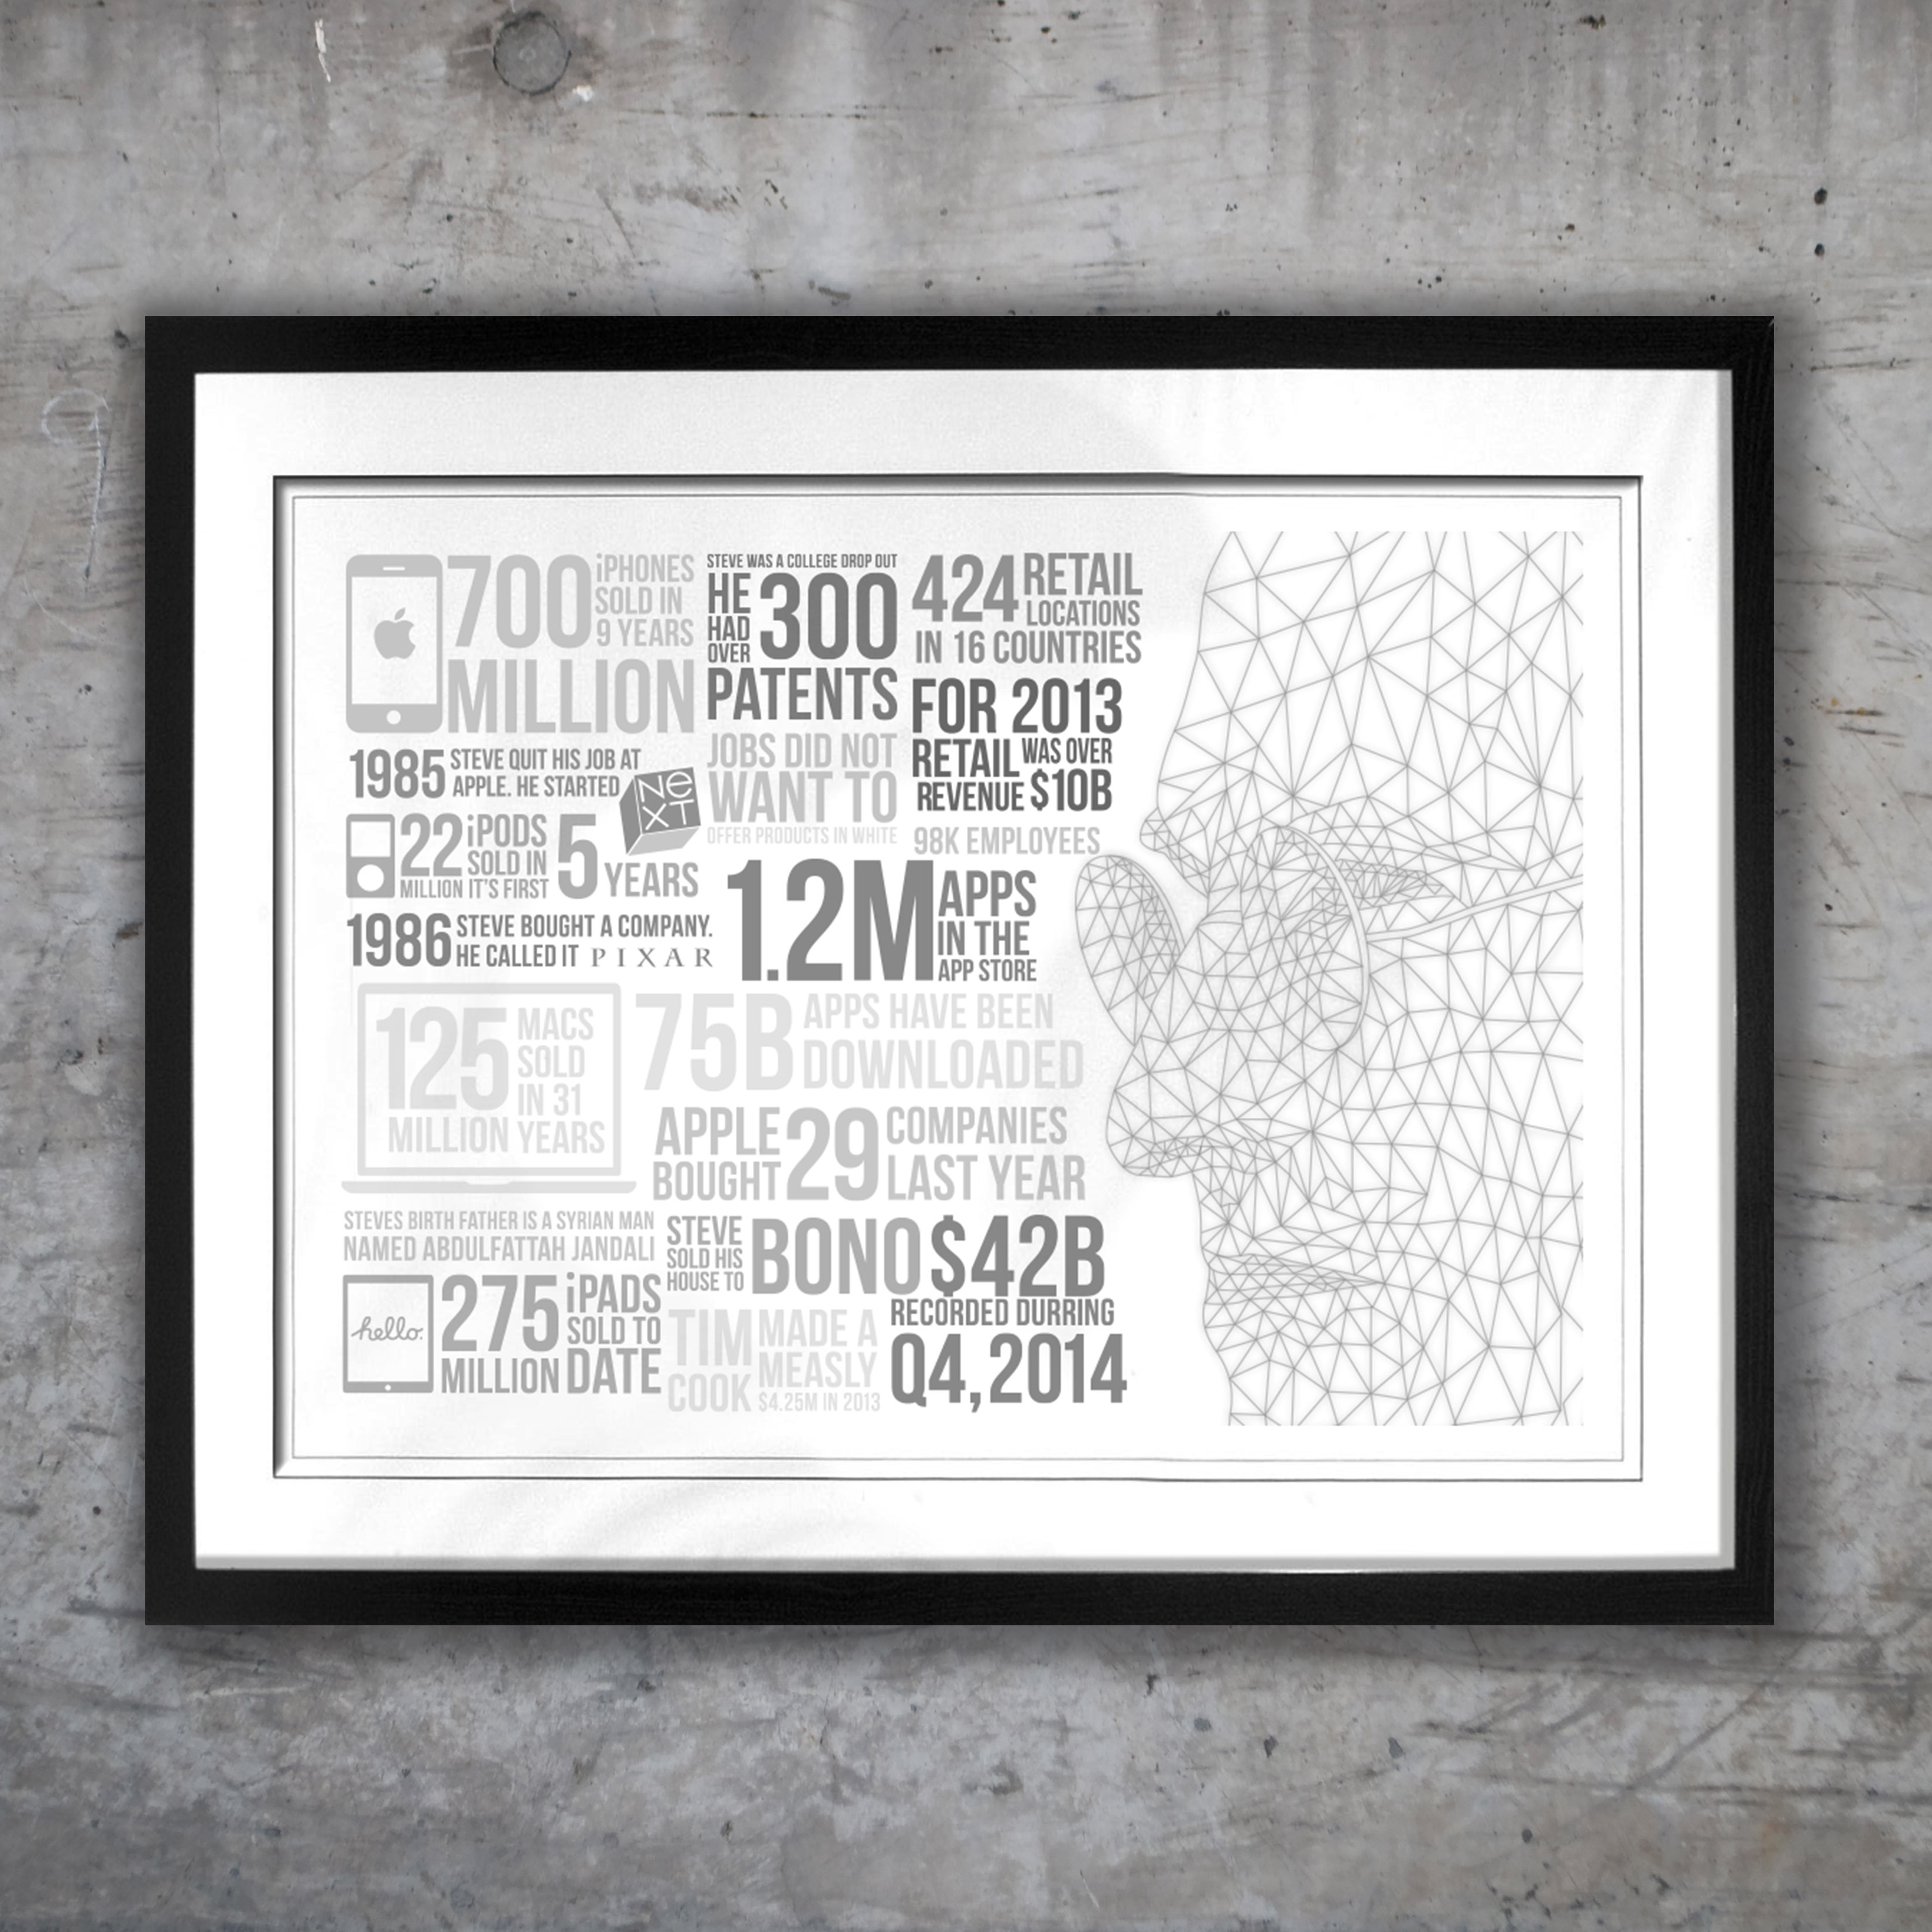 700 iPHONES
SOLD IN
9 YEARS
MILLION
1985 STEVE QUIT HIS JOB AT
APPLE. HE STARTED
NeXT
22 iPODS
SOLD IN
MILLION IT'S FIRST
5 YEARS
1986 STEVE BOUGHT A COMPANY.
HE CALLED IT PIXAR
125 MACS
SOLD
IN 31
MILLION YEARS
STEVES BIRTH FATHER IS A SYRIAN MAN
NAMED ABDULFATTAH JANDALI
hello.
275 iPADS
SOLD TO
MILLION DATE
STEVE WAS A COLLEGE DROP OUT
HE
HAD
OVER
300
PATENTS
JOBS DID NOT
WANT TO
OFFER PRODUCTS IN WHITE
424 RETAIL
LOCATIONS
IN 16 COUNTRIES
FOR 2013
RETAIL WAS OVER
REVENUE $10B
98K EMPLOYEES
1.2M APPS
IN THE
APP STORE
75B APPS HAVE BEEN
DOWNLOADED
APPLE
BOUGHT
29 COMPANIES
LAST YEAR
STEVE
SOLD HIS
HOUSE TO
BONO
TIM
COOK
MADE A
MEASLY
$4.25M IN 2013
$42B
RECORDED DURRING
Q4,2014